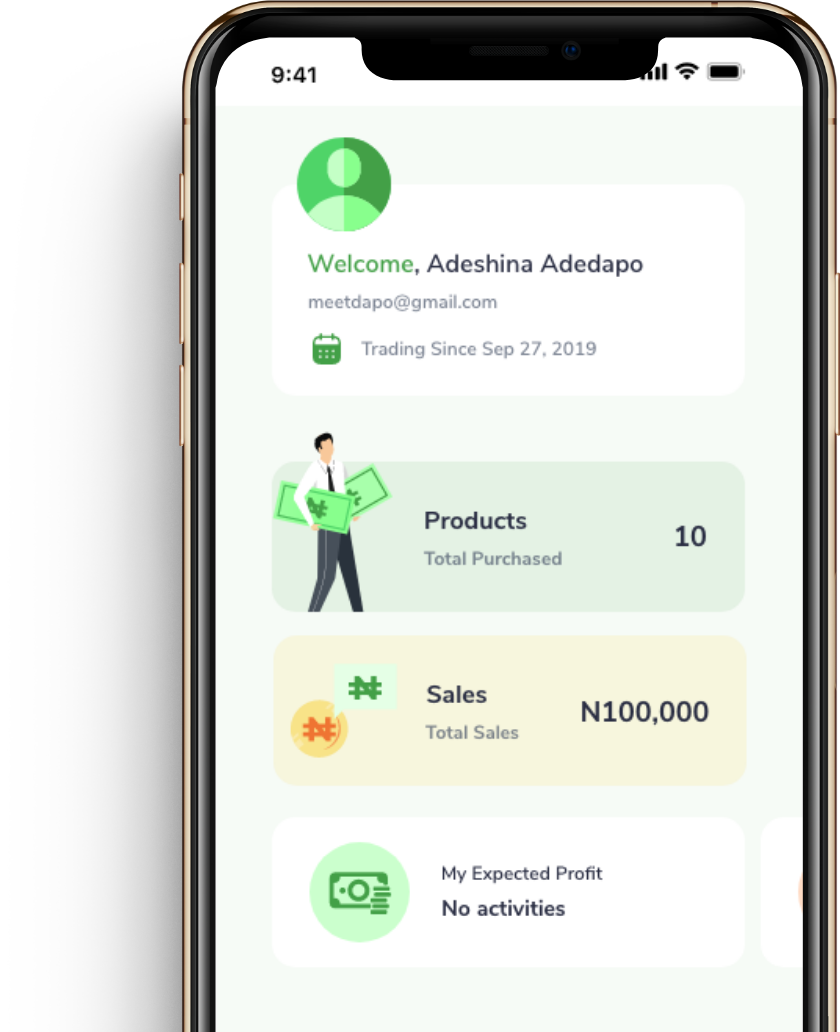 9:41
Welcome, Adeshina Adedapo
meetdapo@gmail.com
Trading Since Sep 27, 2019
Products
Total Purchased
10
₦
Sales
Total Sales
N100,000
₦
My Expected Profit
No activities